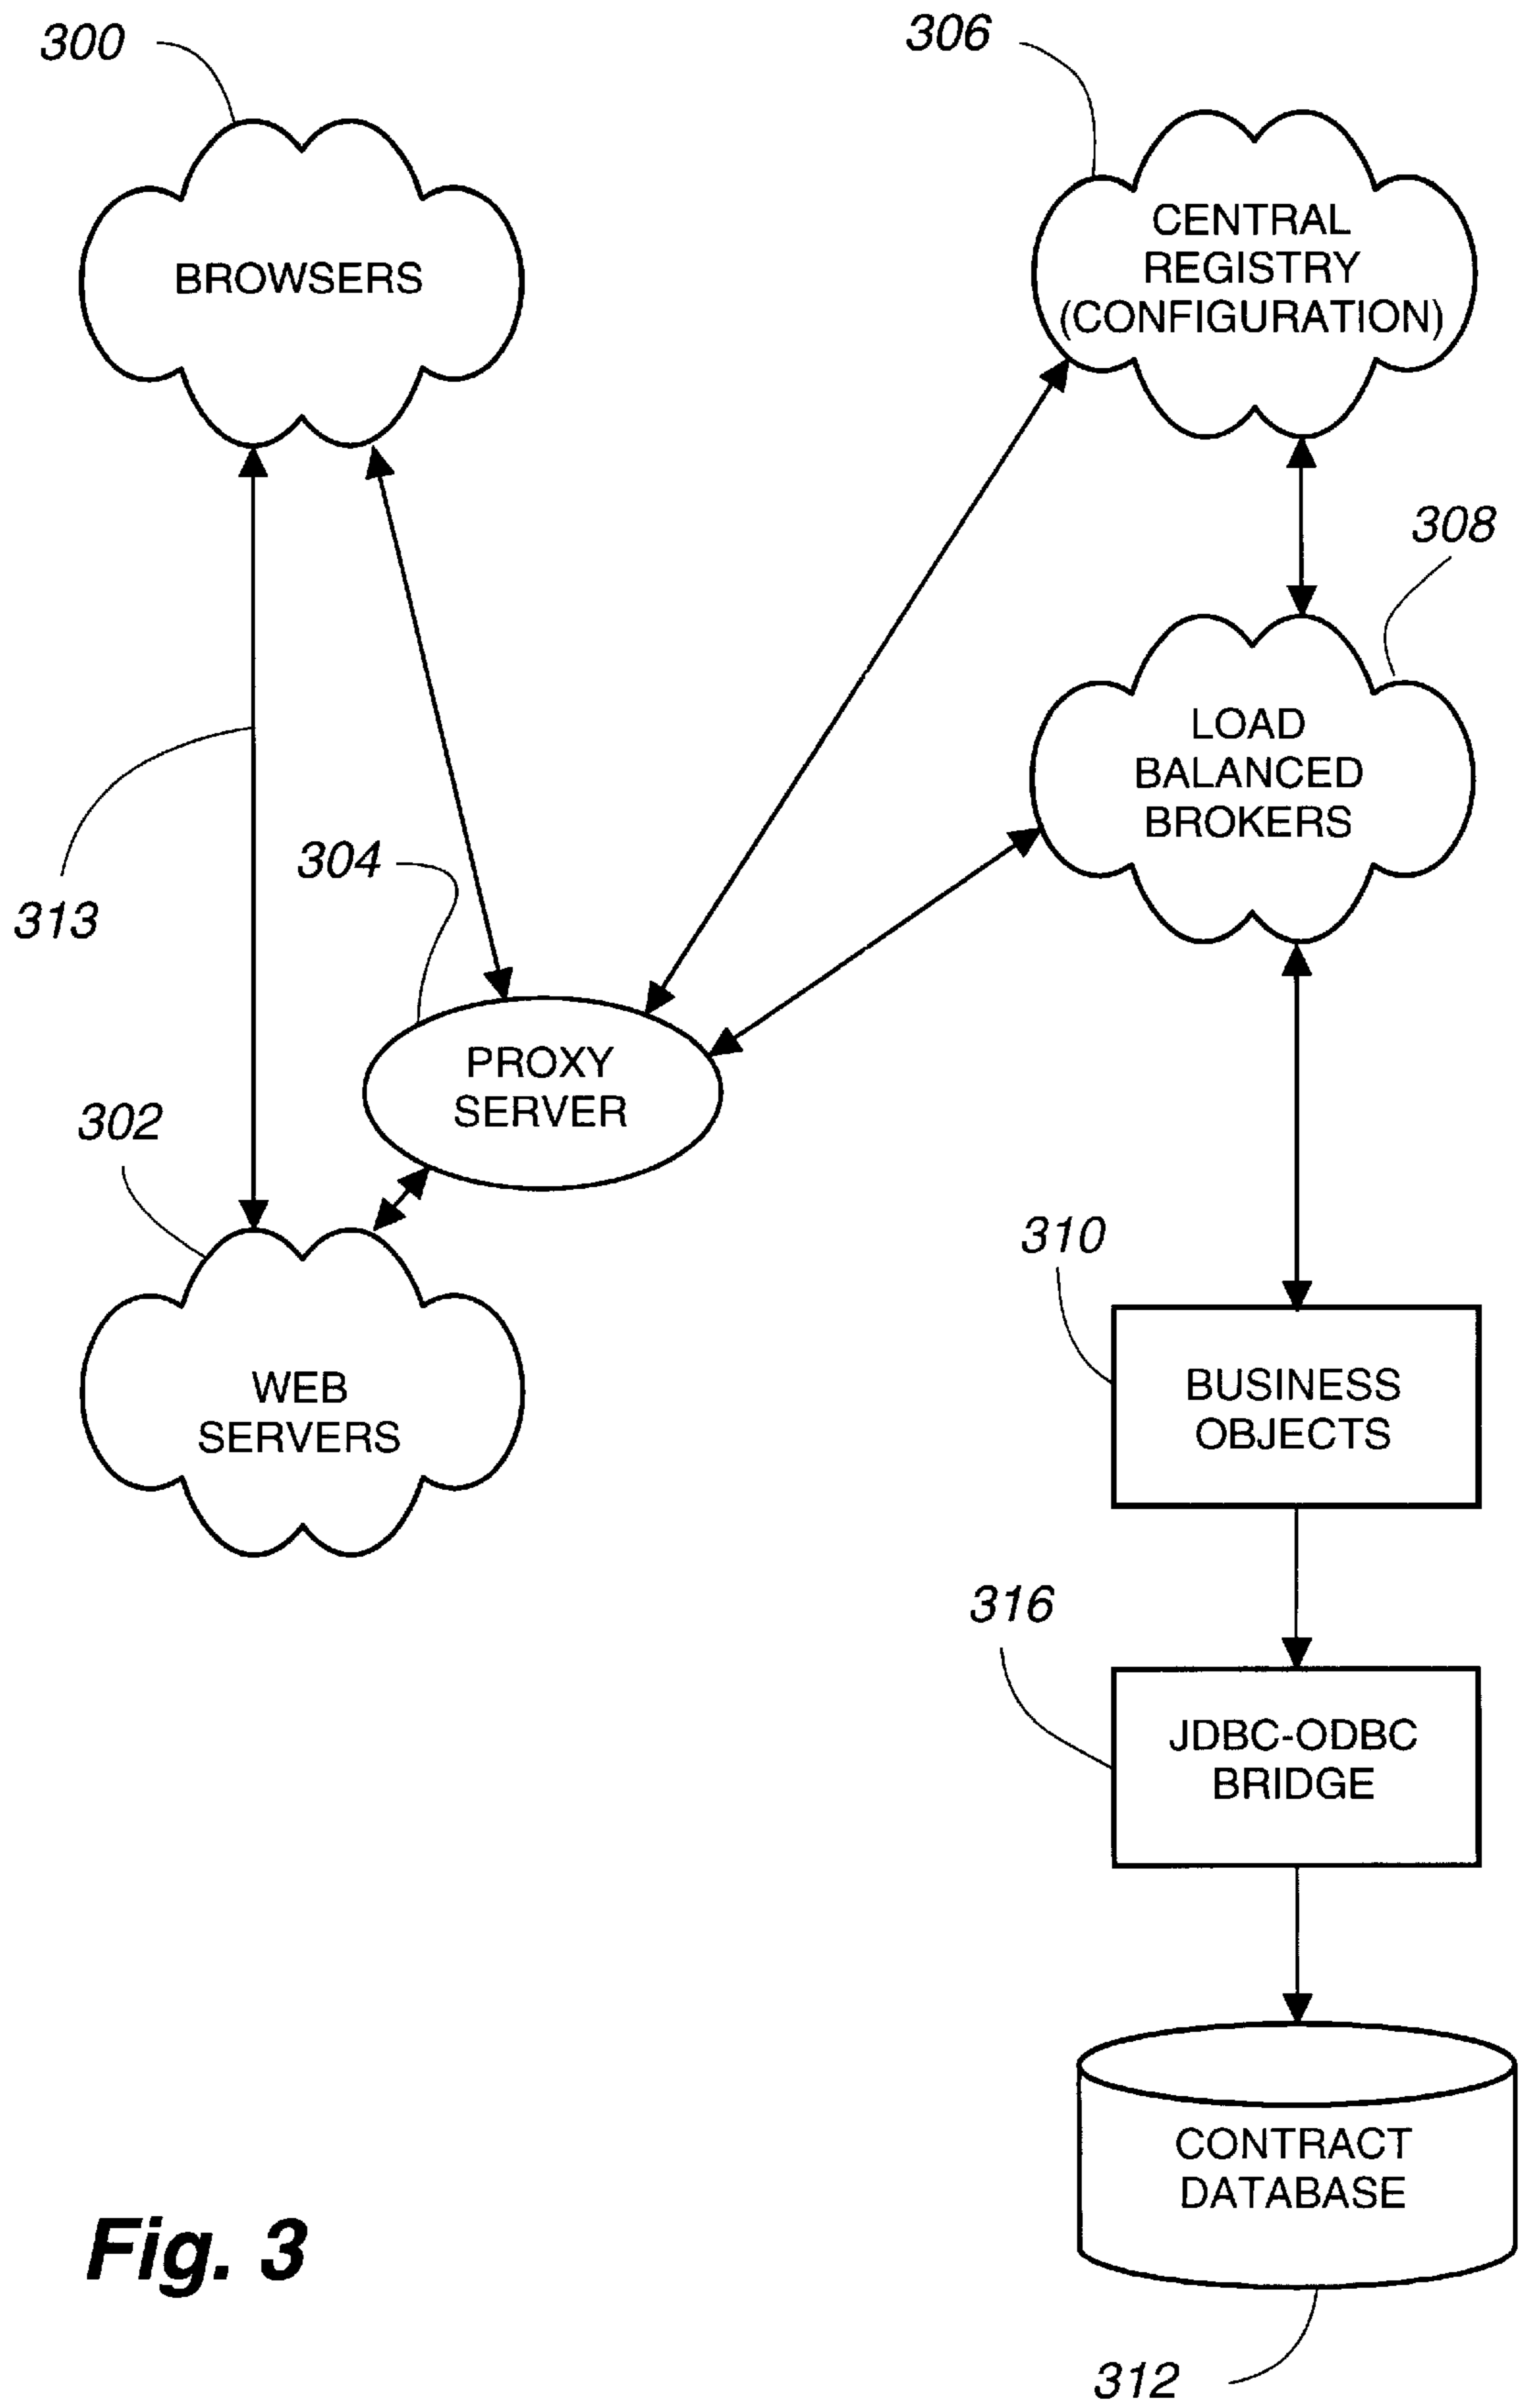 300
306
BROWSERS
CENTRAL
REGISTRY
(CONFIGURATION)
308
LOAD
BALANCED
BROKERS
304
313
PROXY
SERVER
302
310
WEB
SERVERS
BUSINESS
OBJECTS
316
JDBC-ODBC
BRIDGE
CONTRACT
DATABASE
Fig. 3
312